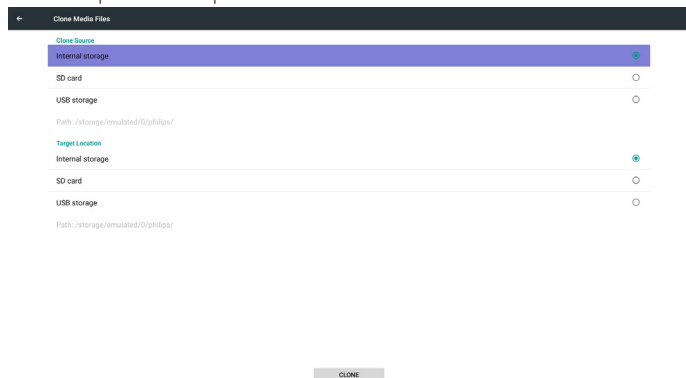 Clone Media Files
Clone Source
Internal storage
SD card
USB storage
Path: /storage/emulated/0/philips/
Target Location
Internal storage
SD card
USB storage
Path: /storage/emulated/0/philips/
CLONE